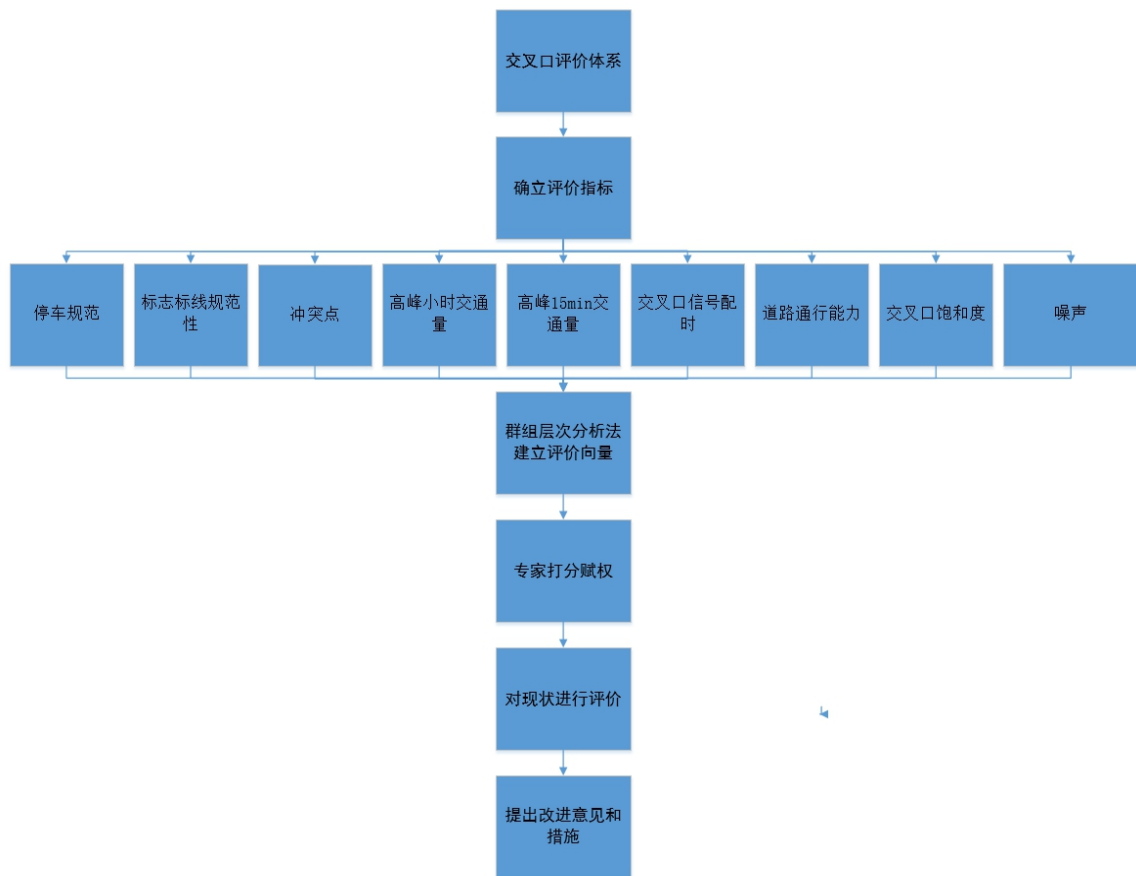 交叉口评价体系
确立评价指标
停车规范
标志标线规范
性
冲突点
高峰小时交通
量
高峰15min交
通量
交叉口信号配
时
道路通行能力
交叉口饱和度
噪声
群组层次分析法
建立评价向量
专家打分赋权
对现状进行评价
提出改进意见和
措施